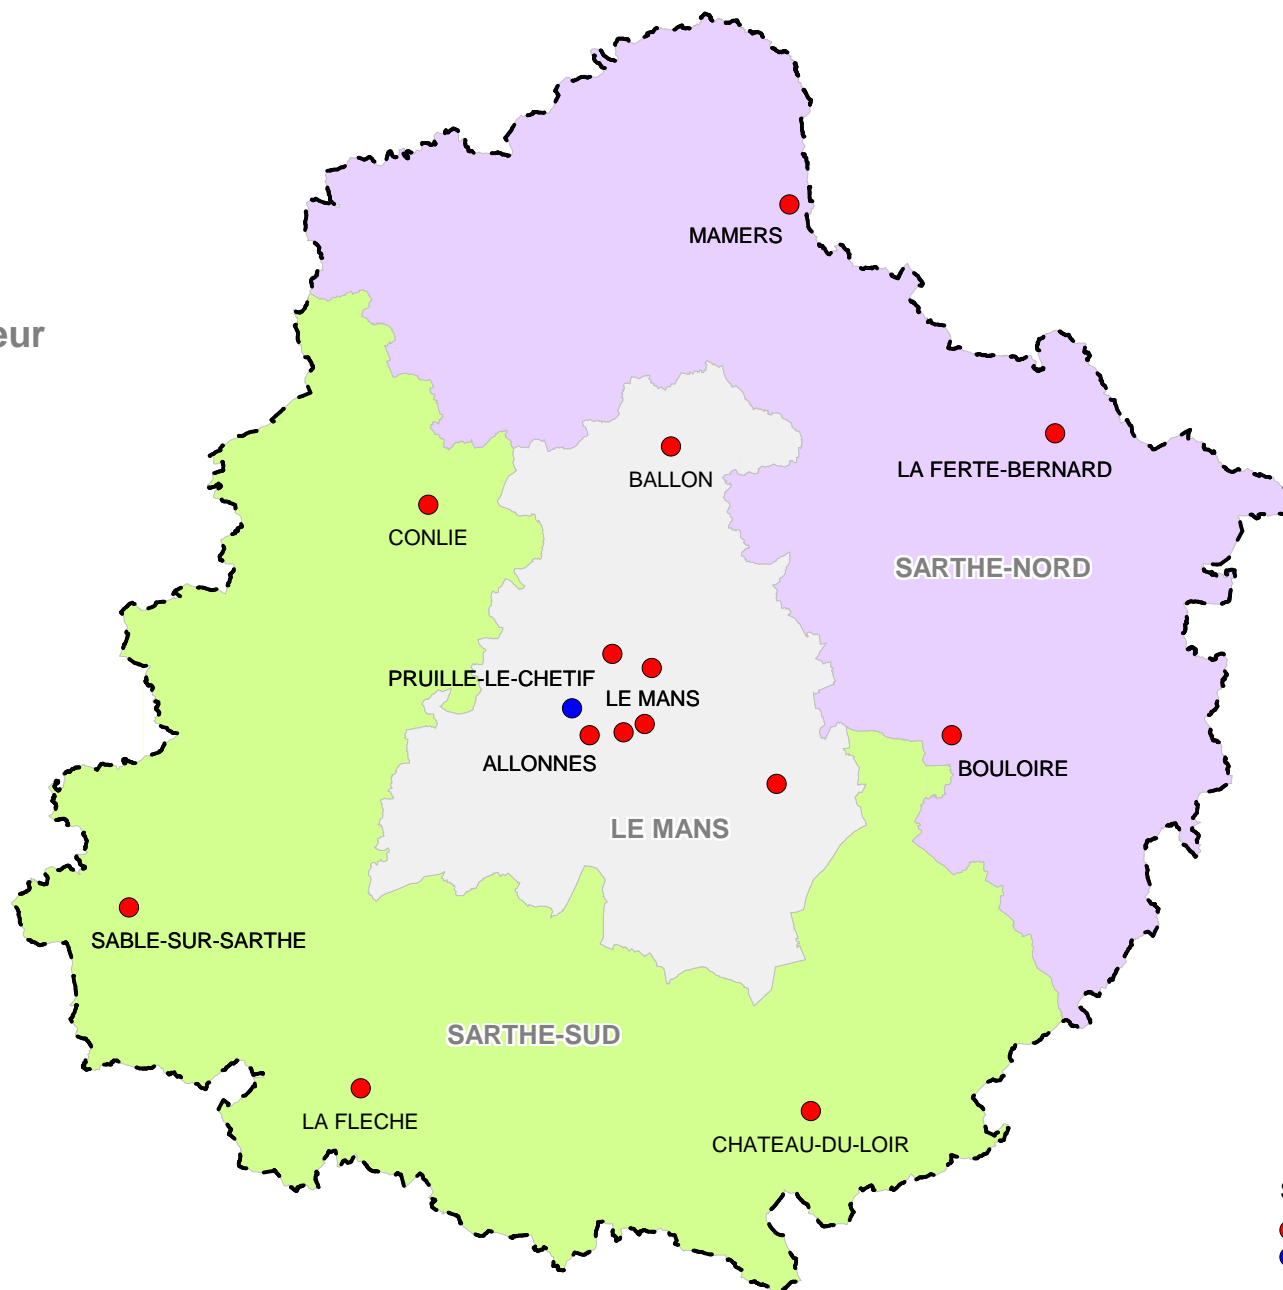 MAMERS
eur
LA FERTE-BERNARD
BALLON
CONLIE
SARTHE-NORD
PRUILLE-LE-CHETIF
LE MANS
ALLONNES
BOULOIRE
LE MANS
SABLE-SUR-SARTHE
SARTHE-SUD
LA FLECHE
CHATEAU-DU-LOIR